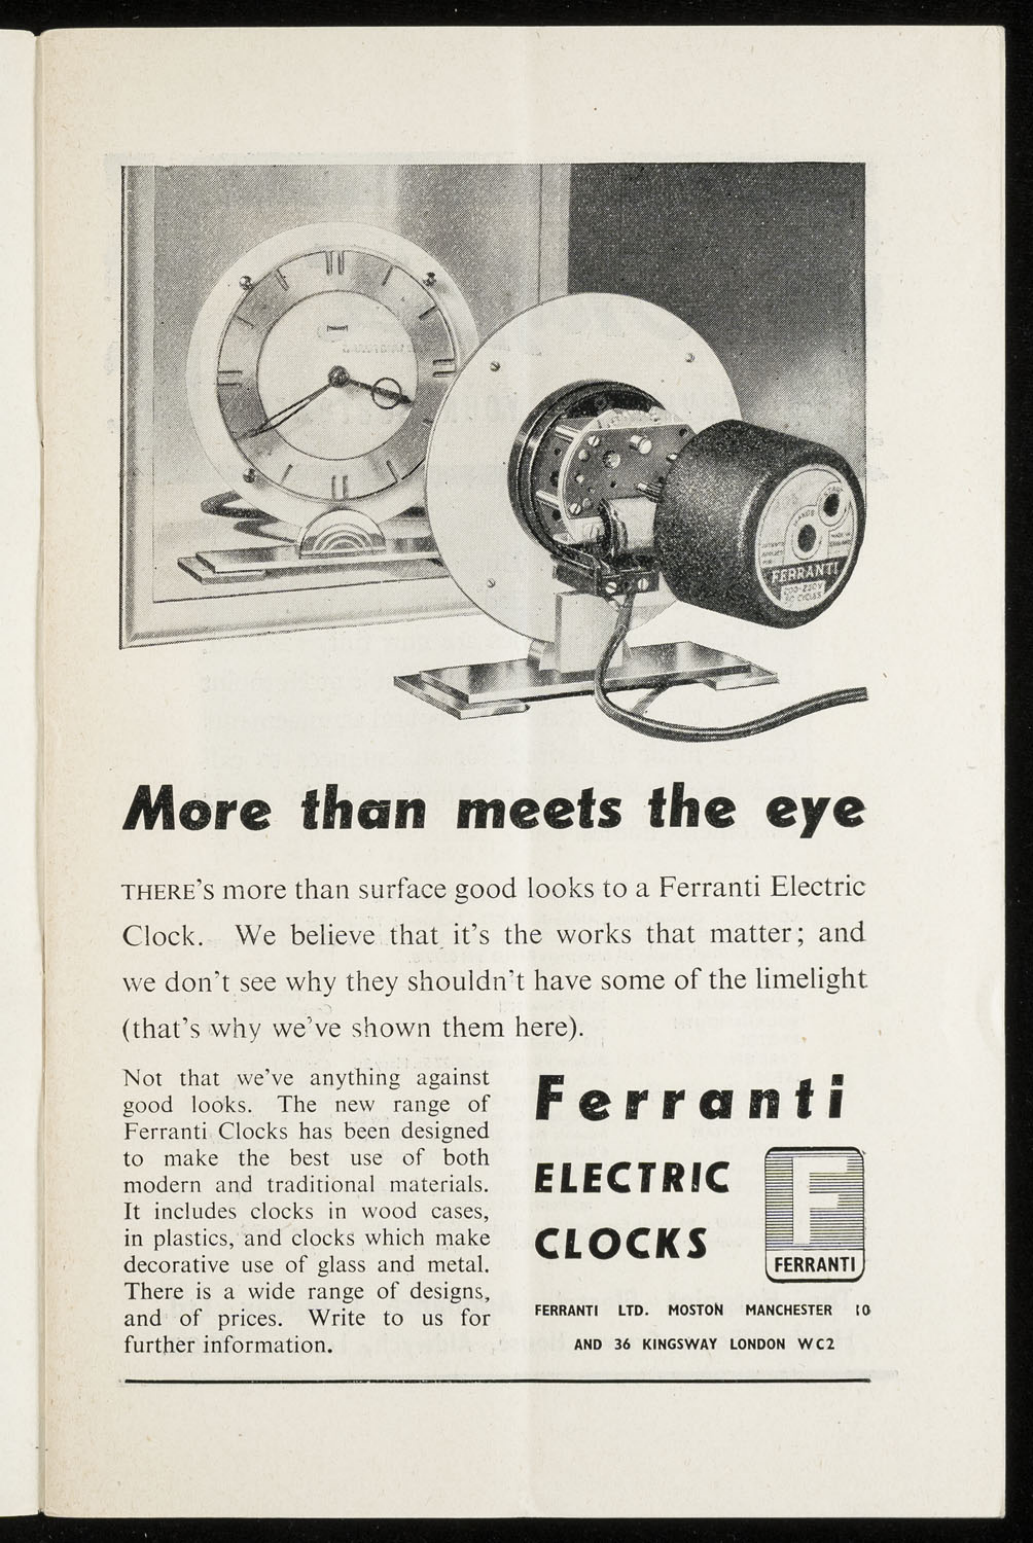 FERRANTI
200-250V
50 CYCLES
More than meets the eye
THERE'S more than surface good looks to a Ferranti Electric
Clock. We believe that it's the works that matter; and
we don't see why they shouldn't have some of the limelight
(that's why we've shown them here).
Not that we've anything against
good looks. The new range of
Ferranti Clocks has been designed
to make the best use of both
modern and traditional materials.
It includes clocks in wood cases,
in plastics, and clocks which make
decorative use of glass and metal.
There is a wide range of designs,
and of prices. Write to us for
further information.
Ferranti
ELECTRIC
CLOCKS
F
FERRANTI
FERRANTI LTD. MOSTON MANCHESTER 10
AND 36 KINGSWAY LONDON WC2